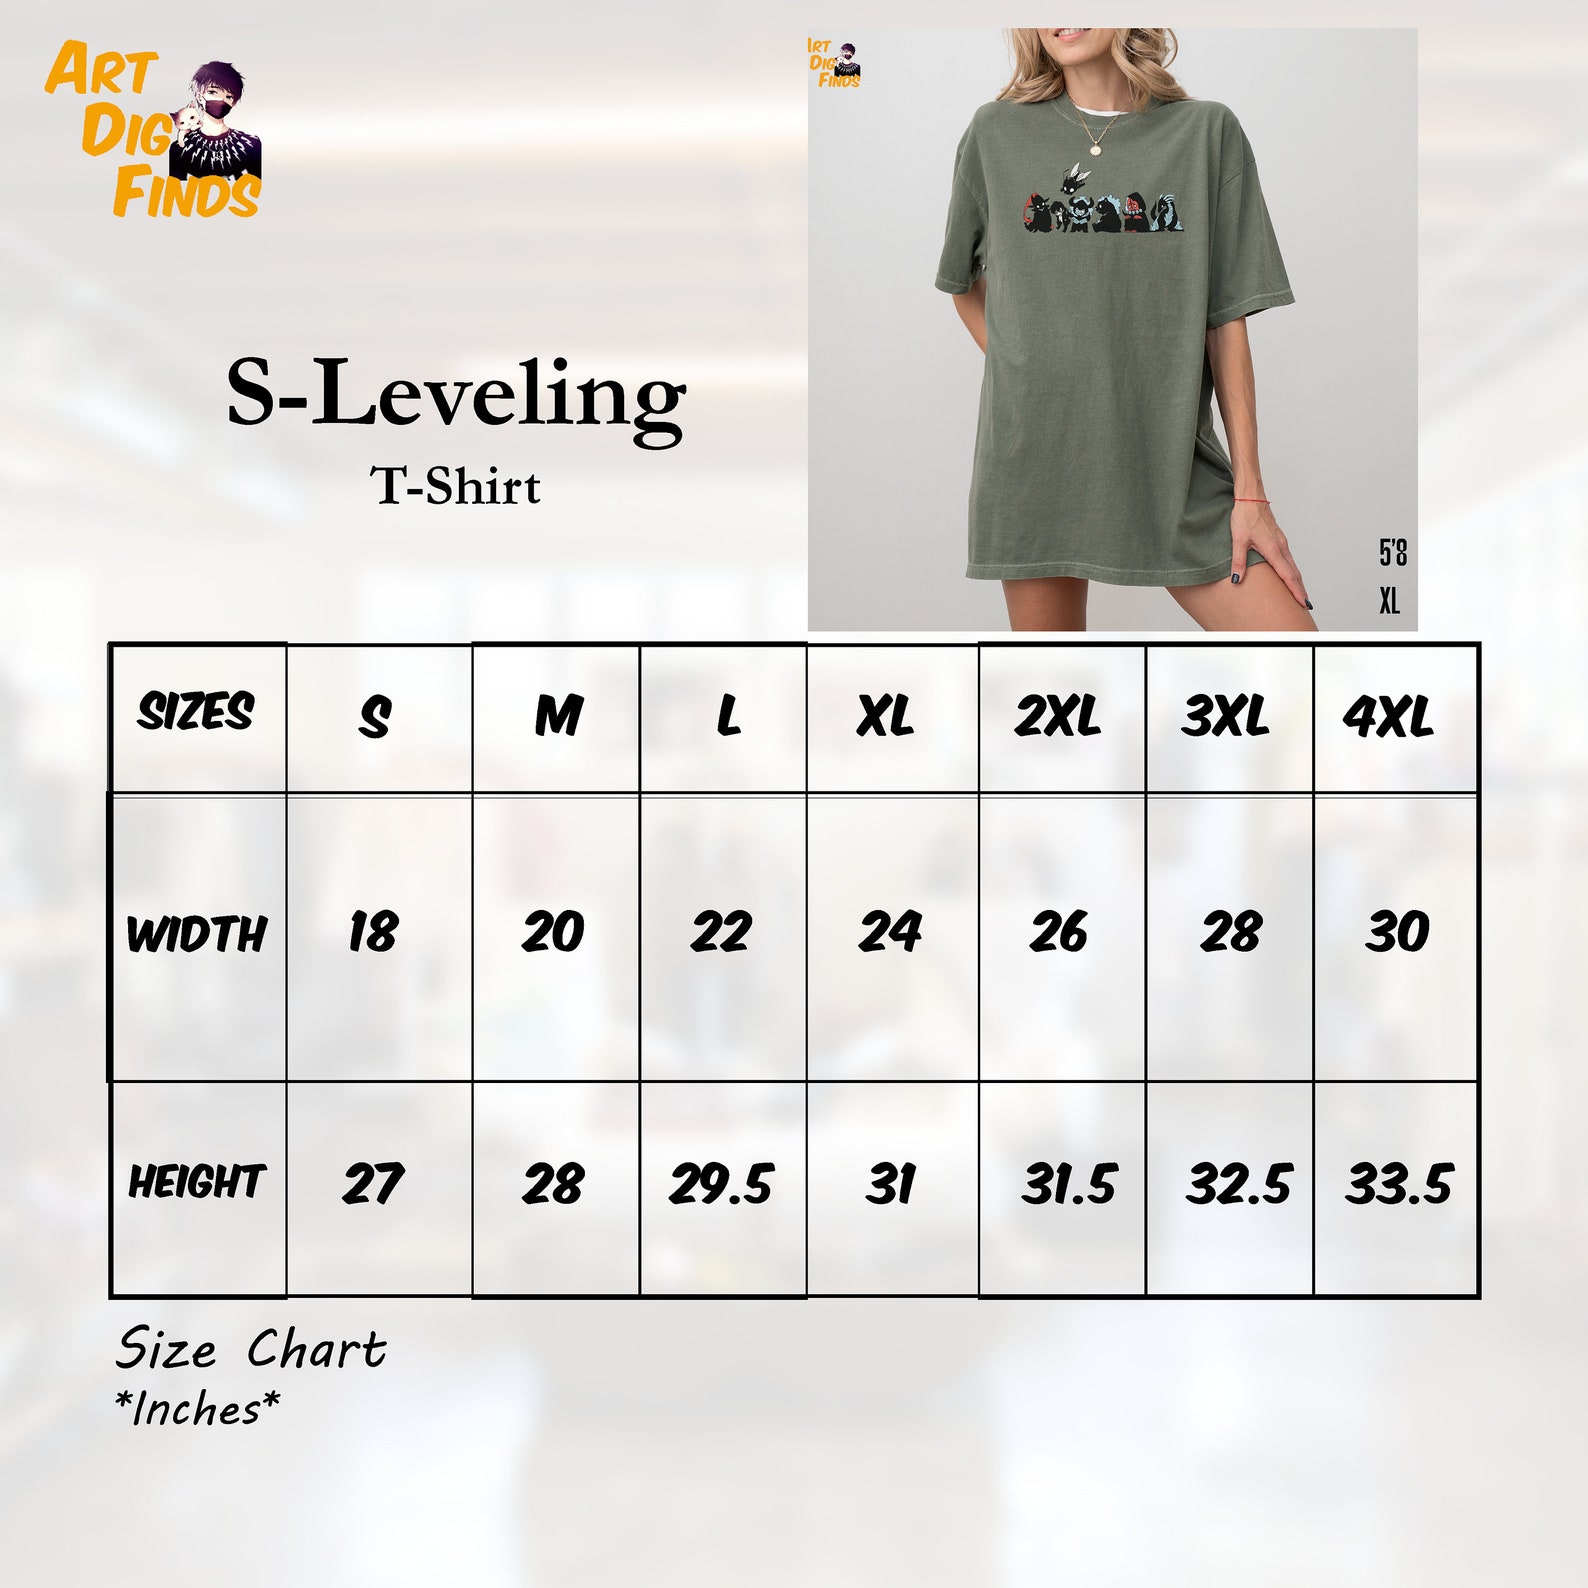 ART
DIG
FINDS
ART
DIG
FINDS
S-Leveling
T-Shirt
5'8
XL
SIZES S M L XL 2XL 3XL 4XL
WIDTH 18 20 22 24 26 28 30
HEIGHT 27 28 29.5 31 31.5 32.5 33.5
Size Chart
*Inches*